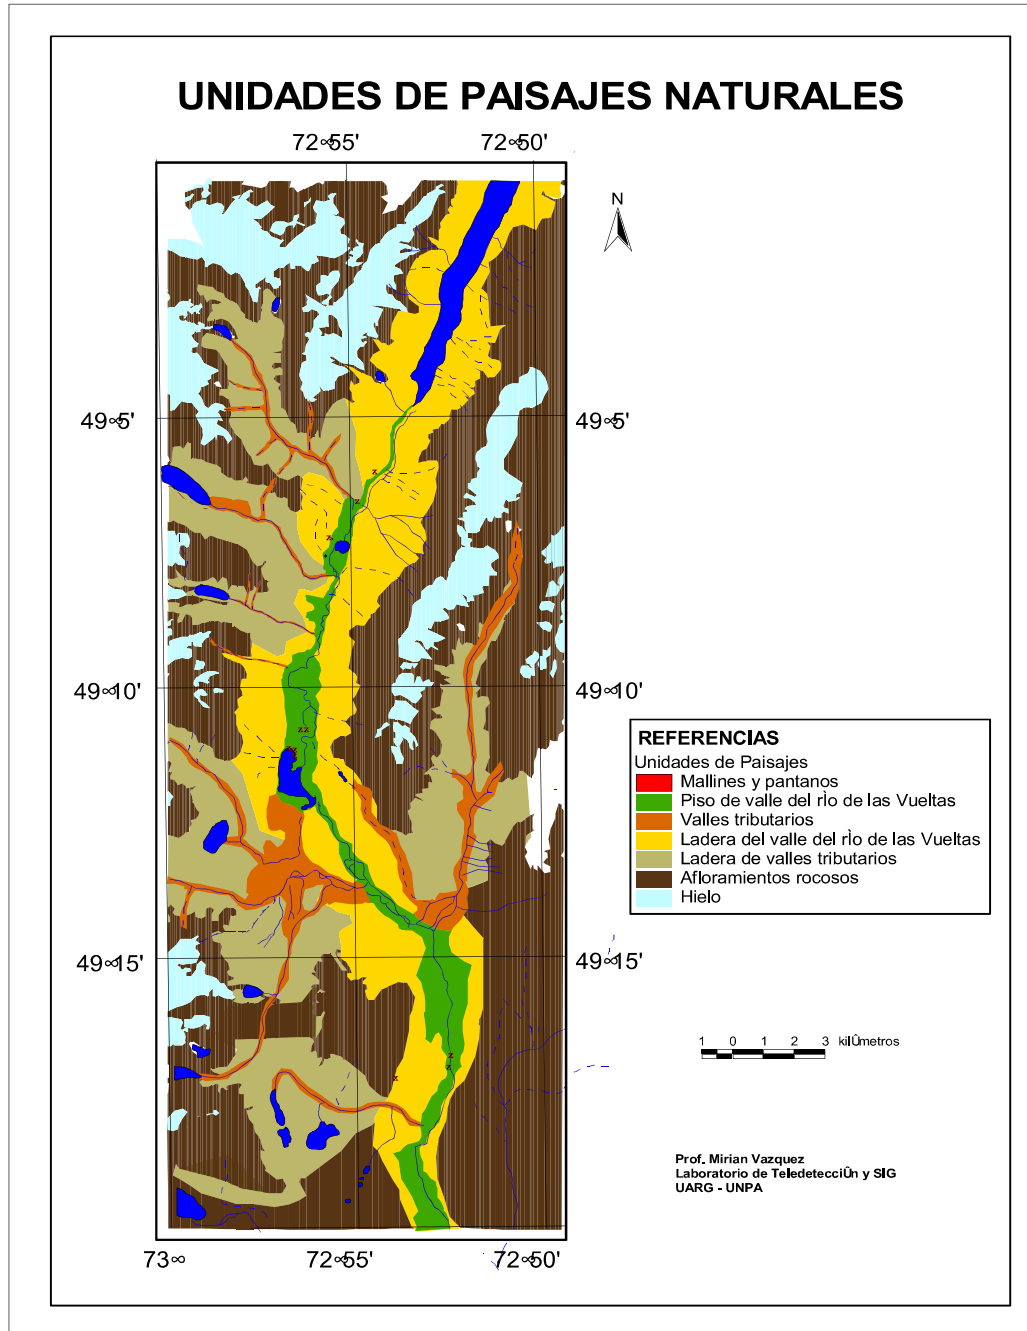 UNIDADES DE PAISAJES NATURALES
72∞55' 72∞50'
N
49∞5' 49∞5'
z
z
z
49∞10' 49∞10'
zz
REFERENCIAS
Unidades de Paisajes
Mallines y pantanos
Piso de valle del rÌo de las Vueltas
Valles tributarios
Ladera del valle del rÌo de las Vueltas
Ladera de valles tributarios
Afloramientos rocosos
Hielo
49∞15' 49∞15'
1 0 1 2 3 kilÛmetros
z
z
z
Prof. Mirian Vazquez
Laboratorio de TeledetecciÛn y SIG
UARG - UNPA
73∞ 72∞55' 72∞50'